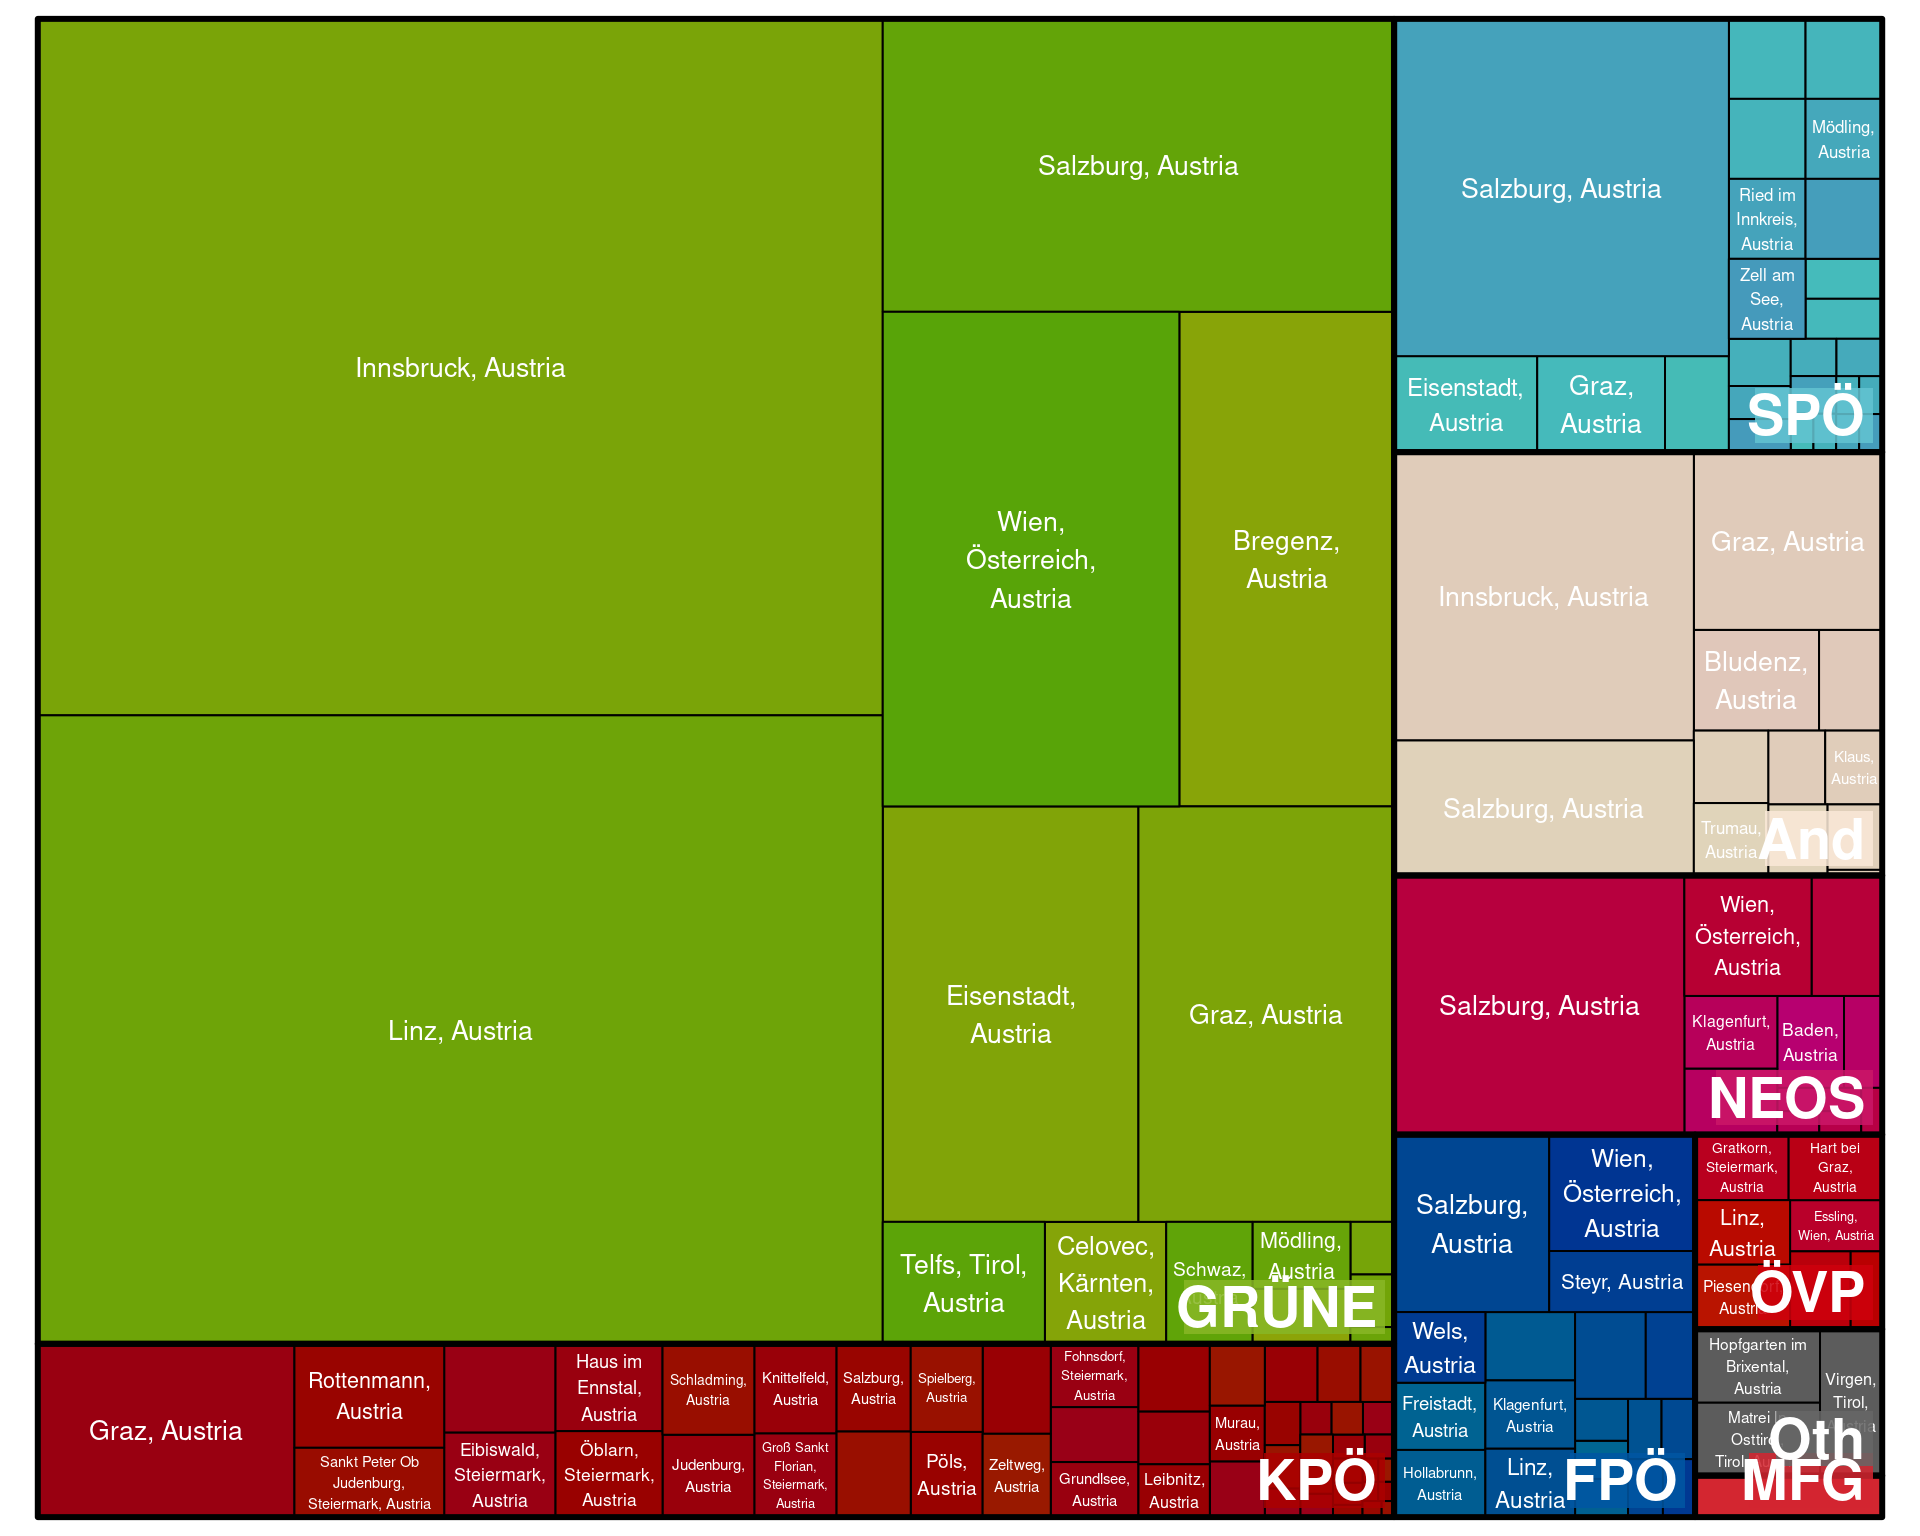 Innsbruck, Austria
Linz, Austria
Salzburg, Austria
Wien,
Österreich,
Austria
Bregenz,
Austria
Eisenstadt,
Austria
Graz, Austria
Telfs, Tirol,
Austria
Celovec,
Kärnten,
Austria
Schwaz,
Mödling,
Austria
GRÜNE
Salzburg, Austria
Eisenstadt,
Austria
Graz,
Austria
Mödling,
Austria
Ried im
Innkreis,
Austria
Zell am
See,
Austria
SPÖ
Innsbruck, Austria
Graz, Austria
Salzburg, Austria
Bludenz,
Austria
Klaus,
Austria
Trumau,
Austria
And
Salzburg, Austria
Wien,
Österreich,
Austria
Klagenfurt,
Austria
Baden,
Austria
NEOS
Salzburg,
Austria
Wien,
Österreich,
Austria
Steyr, Austria
Wels,
Austria
Freistadt,
Austria
Hollabrunn,
Austria
Klagenfurt,
Austria
Linz,
Austria
FPÖ
Gratkorn,
Steiermark,
Austria
Hart bei
Graz,
Austria
Linz,
Austria
Essling,
Wien, Austria
ÖVP
Hopfgarten im
Brixental,
Austria
Virgen,
Tirol,
Austria
Matrei
Oth
MFG
Graz, Austria
Rottenmann,
Austria
Sankt Peter Ob
Judenburg,
Steiermark, Austria
Eibiswald,
Steiermark,
Austria
Haus im
Ennstal,
Austria
Öblarn,
Steiermark,
Austria
Schladming,
Austria
Judenburg,
Austria
Knittelfeld,
Austria
Groß Sankt
Florian,
Steiermark,
Austria
Salzburg,
Austria
Spielberg,
Austria
Pöls,
Austria
Zeltweg,
Austria
Fohnsdorf,
Steiermark,
Austria
Grundlsee,
Austria
Leibnitz,
Austria
Murau,
Austria
KPÖ